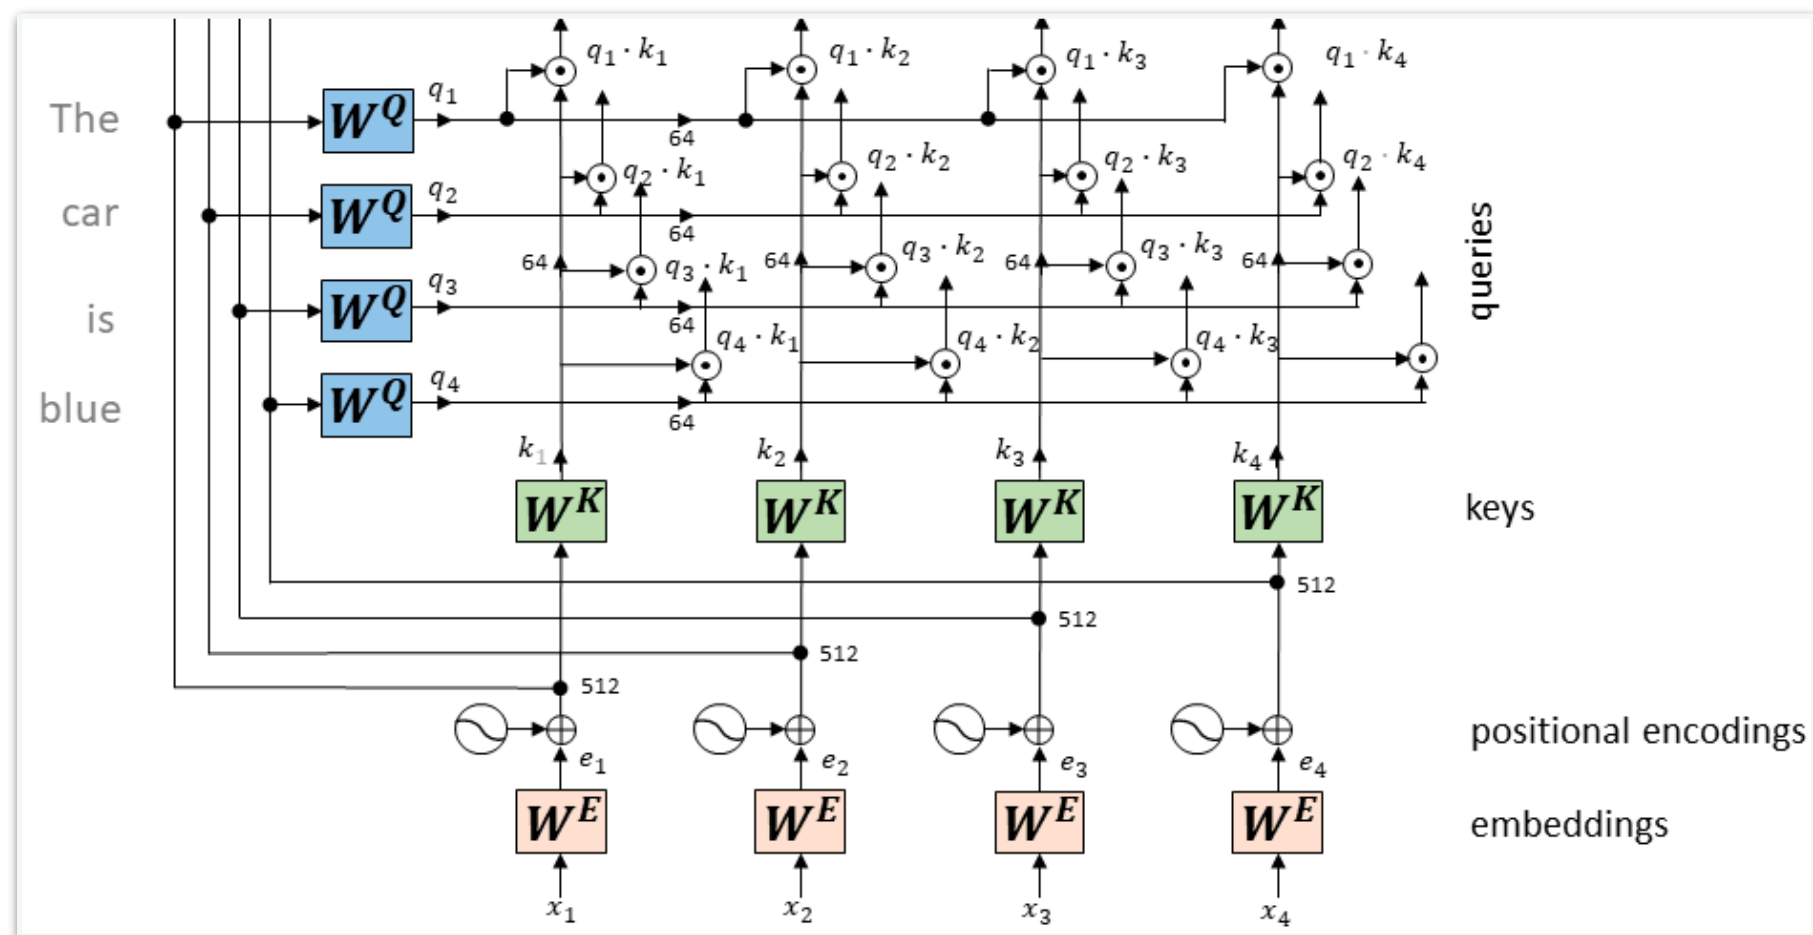 q₁ · k₁ q₁ · k₂ q₁ · k₃ q₁ · k₄
The W^Q q₁ 64
q₂ · k₁ q₂ · k₂ q₂ · k₃ q₂ · k₄
car W^Q q₂ 64
64 q₃ · k₁ 64 q₃ · k₂ 64 q₃ · k₃ 64
queries
is W^Q q₃ 64
q₄ · k₁ q₄ · k₂ q₄ · k₃
blue W^Q q₄ 64
k₁ k₂ k₃ k₄
W^K W^K W^K W^K keys
512
512
512
512
positional encodings
e₁ e₂ e₃ e₄
W^E W^E W^E W^E embeddings
x₁ x₂ x₃ x₄